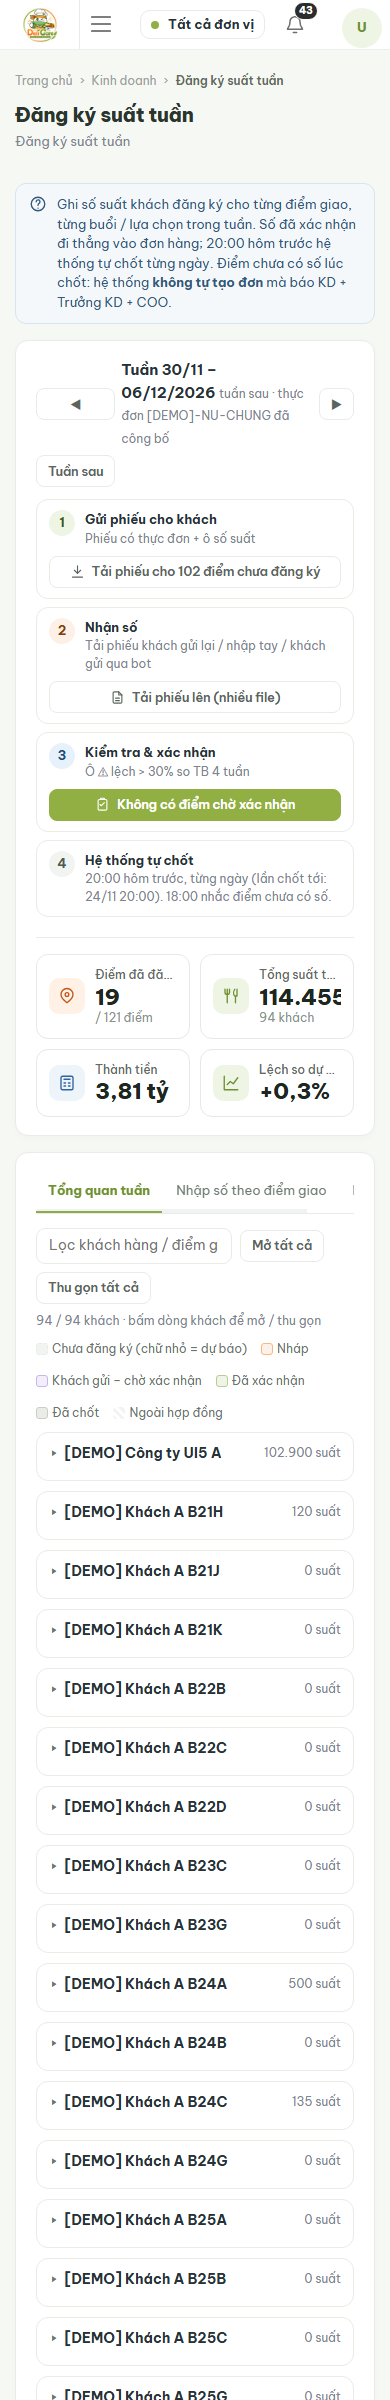 Tất cả đơn vị
43
U
Trang chủ › Kinh doanh › Đăng ký suất tuần
Đăng ký suất tuần
Đăng ký suất tuần
Ghi số suất khách đăng ký cho từng điểm giao,
từng buổi / lựa chọn trong tuần. Số đã xác nhận
đi thẳng vào đơn hàng; 20:00 hôm trước hệ
thống tự chốt từng ngày. Điểm chưa có số lúc
chốt: hệ thống không tự tạo đơn mà báo KD +
Trưởng KD + COO.
◀
Tuần 30/11 –
06/12/2026 tuần sau · thực
đơn [DEMO]-NU-CHUNG đã
công bố
▶
Tuần sau
1
Gửi phiếu cho khách
Phiếu có thực đơn + ô số suất
Tải phiếu cho 102 điểm chưa đăng ký
2
Nhận số
Tải phiếu khách gửi lại / nhập tay / khách
gửi qua bot
Tải phiếu lên (nhiều file)
3
Kiểm tra & xác nhận
Ô ⚠ lệch > 30% so TB 4 tuần
Không có điểm chờ xác nhận
4
Hệ thống tự chốt
20:00 hôm trước, từng ngày (lần chốt tới:
24/11 20:00). 18:00 nhắc điểm chưa có số.
Điểm đã đă...
19
/ 121 điểm
Tổng suất t...
114.455
94 khách
Thành tiền
3,81 tỷ
Lệch so dự ...
+0,3%
Tổng quan tuần
Nhập số theo điểm giao
Lọc khách hàng / điểm g
Mở tất cả
Thu gọn tất cả
94 / 94 khách · bấm dòng khách để mở / thu gọn
Chưa đăng ký (chữ nhỏ = dự báo)
Nháp
Khách gửi – chờ xác nhận
Đã xác nhận
Đã chốt
Ngoài hợp đồng
▸ [DEMO] Công ty UI5 A 102.900 suất
▸ [DEMO] Khách A B21H 120 suất
▸ [DEMO] Khách A B21J 0 suất
▸ [DEMO] Khách A B21K 0 suất
▸ [DEMO] Khách A B22B 0 suất
▸ [DEMO] Khách A B22C 0 suất
▸ [DEMO] Khách A B22D 0 suất
▸ [DEMO] Khách A B23C 0 suất
▸ [DEMO] Khách A B23G 0 suất
▸ [DEMO] Khách A B24A 500 suất
▸ [DEMO] Khách A B24B 0 suất
▸ [DEMO] Khách A B24C 135 suất
▸ [DEMO] Khách A B24G 0 suất
▸ [DEMO] Khách A B25A 0 suất
▸ [DEMO] Khách A B25B 0 suất
▸ [DEMO] Khách A B25C 0 suất
▸ [DEMO] Khách A B25G 0 suất